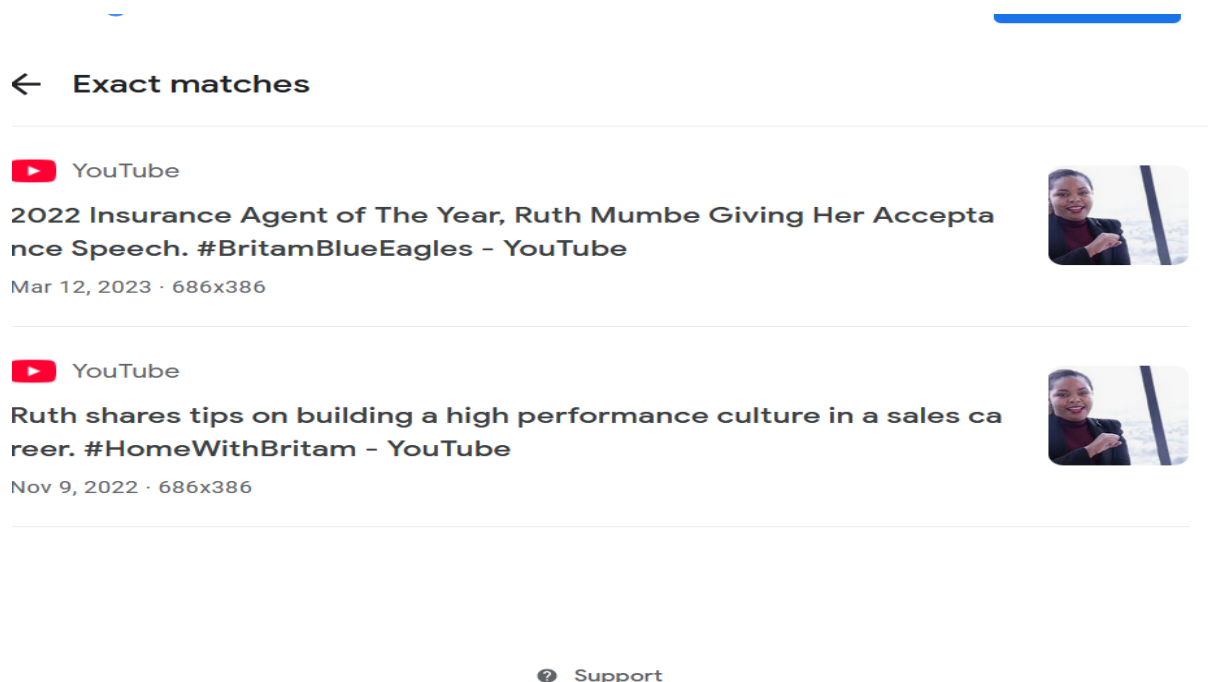 Exact matches
YouTube
2022 Insurance Agent of The Year, Ruth Mumbe Giving Her Accepta
nce Speech. #BritamBlueEagles - YouTube
Mar 12, 2023 · 686x386
YouTube
Ruth shares tips on building a high performance culture in a sales ca
reer. #HomeWithBritam - YouTube
Nov 9, 2022 · 686x386
Support